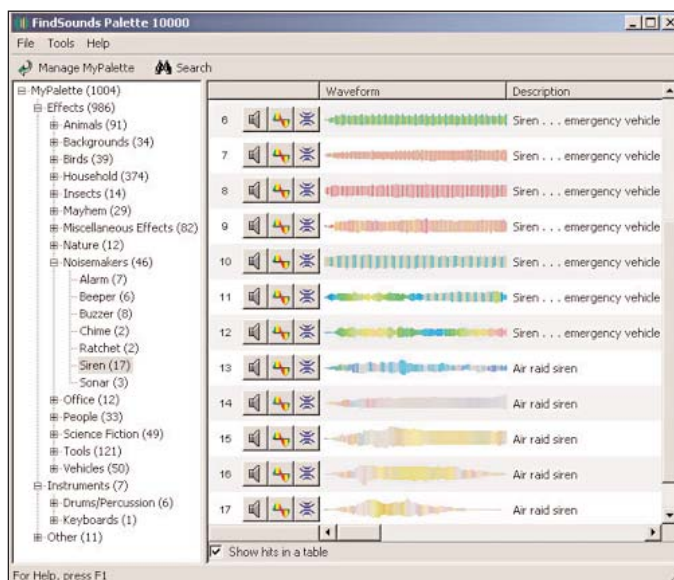 FindSounds Palette 10000
File Tools Help
Manage MyPalette Search
MyPalette (1004)
Effects (986)
Animals (91)
Backgrounds (34)
Birds (39)
Household (374)
Insects (14)
Mayhem (29)
Miscellaneous Effects (82)
Nature (12)
Noisemakers (46)
Alarm (7)
Beeper (6)
Buzzer (8)
Chime (2)
Ratchet (2)
Siren (17)
Sonar (3)
Office (12)
People (33)
Science Fiction (49)
Tools (121)
Vehicles (50)
Instruments (7)
Drums/Percussion (6)
Keyboards (1)
Other (11)
Waveform Description
6 Siren . . . emergency vehicle
7 Siren . . . emergency vehicle
8 Siren . . . emergency vehicle
9 Siren . . . emergency vehicle
10 Siren . . . emergency vehicle
11 Siren . . . emergency vehicle
12 Siren . . . emergency vehicle
13 Air raid siren
14 Air raid siren
15 Air raid siren
16 Air raid siren
17 Air raid siren
Show hits in a table
For Help, press F1